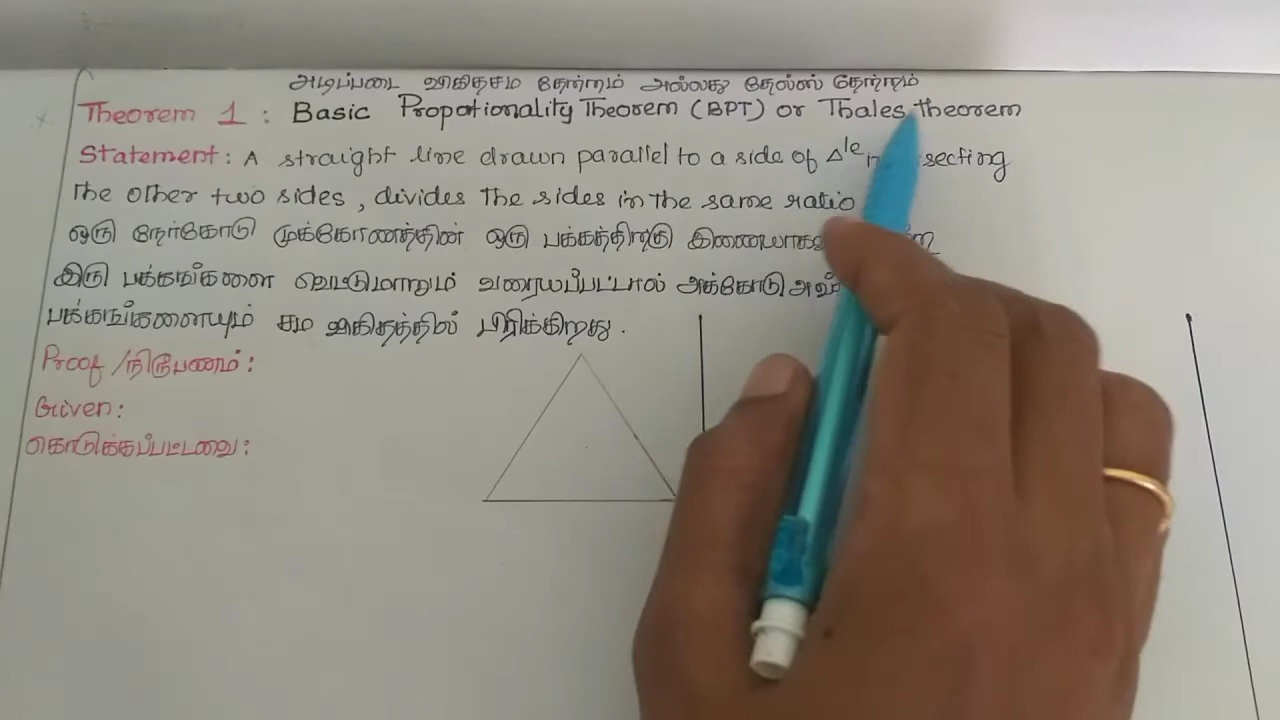 அடிப்படை விகிதசம தேற்றம் அல்லது தேல்ஸ் தேற்றம்
Theorem 1 : Basic Propotionality Theorem (BPT) or Thales theorem
Statement : A straight line drawn parallel to a side of Δle secting
The other two sides , divides The sides in the same ratio
ஒரு நேர்கோடு முக்கோணத்தின் ஒரு பக்கத்திற்கு
இரு பக்கங்களை வெட்டுமாறும் வரையப்பட்டால் அக்கோடு
பக்கங்களையும் சம விகிதத்தில் பிரிக்கிறது .
Proof /நிரூபணம் :
Given :
கொடுக்கப்பட்டவை :